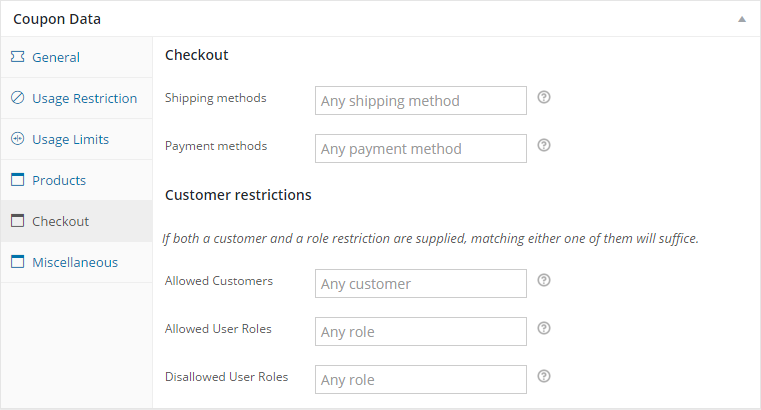 Coupon Data
General
Usage Restriction
Usage Limits
Products
Checkout
Miscellaneous
Checkout
Shipping methods Any shipping method
Payment methods Any payment method
Customer restrictions
If both a customer and a role restriction are supplied, matching either one of them will suffice.
Allowed Customers Any customer
Allowed User Roles Any role
Disallowed User Roles Any role